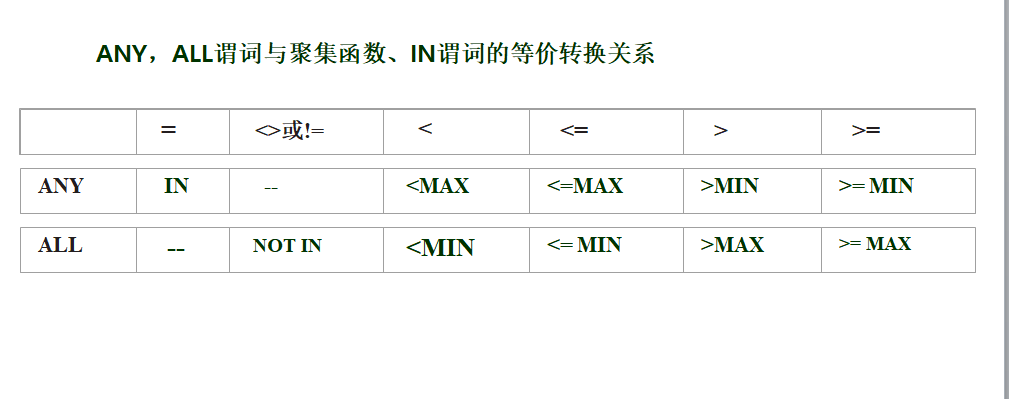 ANY，ALL谓词与聚集函数、IN谓词的等价转换关系
= <>或!= < <= > >=
ANY IN -- <MAX <=MAX >MIN >= MIN
ALL -- NOT IN <MIN <= MIN >MAX >= MAX